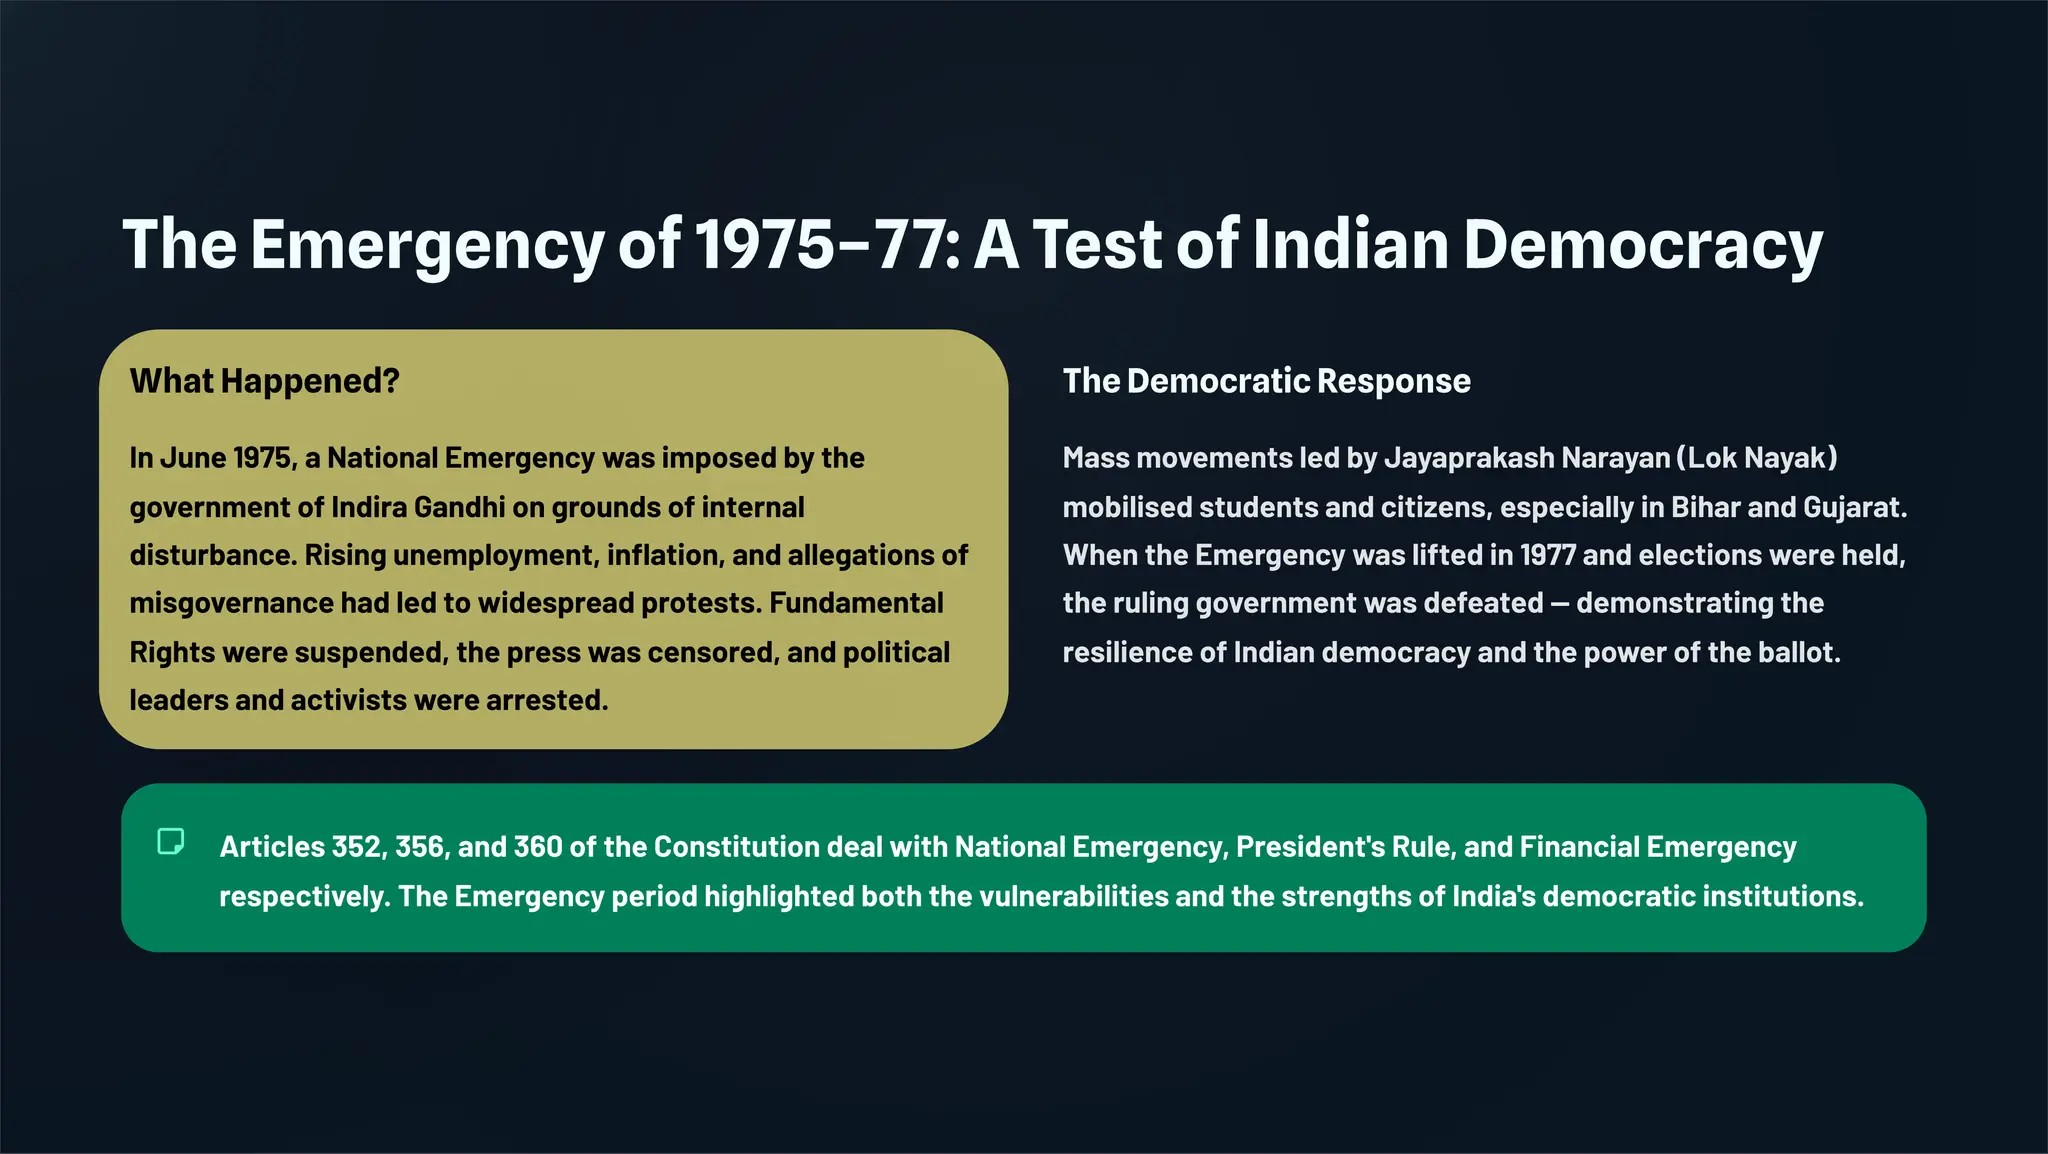 The Emergency of 1975–77: A Test of Indian Democracy
What Happened?
In June 1975, a National Emergency was imposed by the
government of Indira Gandhi on grounds of internal
disturbance. Rising unemployment, inflation, and allegations of
misgovernance had led to widespread protests. Fundamental
Rights were suspended, the press was censored, and political
leaders and activists were arrested.
The Democratic Response
Mass movements led by Jayaprakash Narayan (Lok Nayak)
mobilised students and citizens, especially in Bihar and Gujarat.
When the Emergency was lifted in 1977 and elections were held,
the ruling government was defeated — demonstrating the
resilience of Indian democracy and the power of the ballot.
Articles 352, 356, and 360 of the Constitution deal with National Emergency, President's Rule, and Financial Emergency
respectively. The Emergency period highlighted both the vulnerabilities and the strengths of India's democratic institutions.